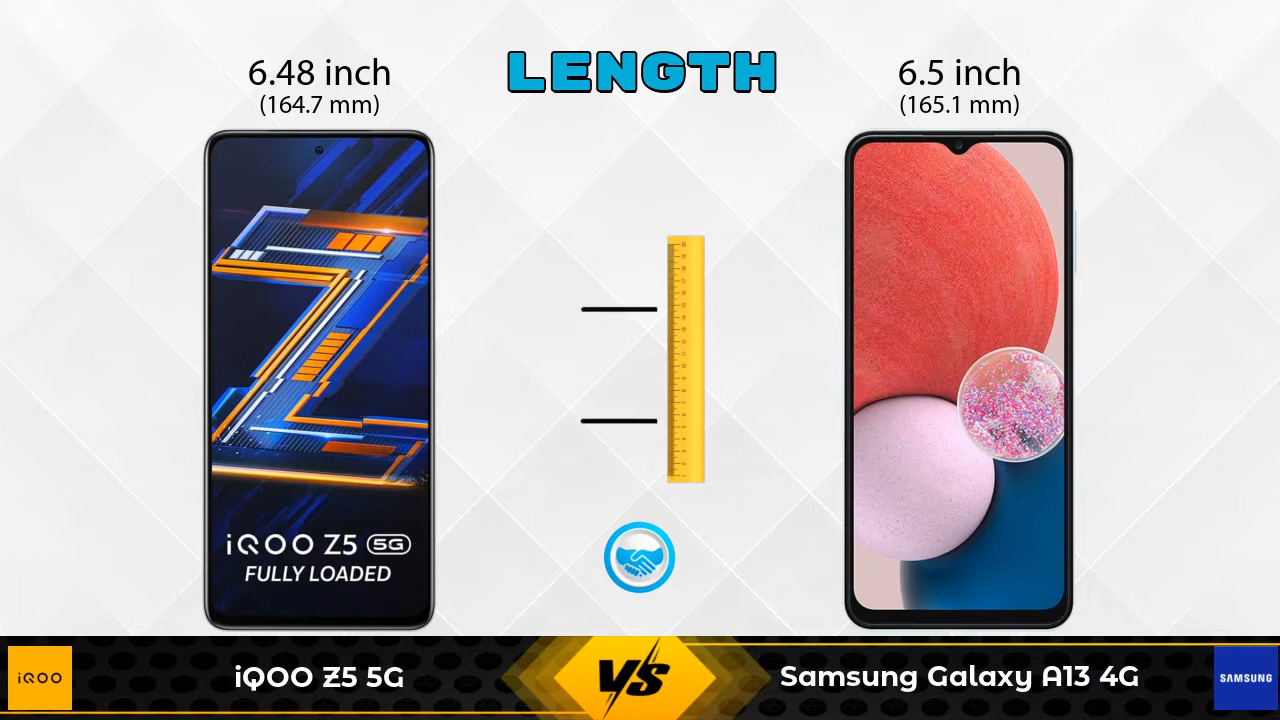 LENGTH
6.48 inch
(164.7 mm)
6.5 inch
(165.1 mm)
iQOO Z5 5G
FULLY LOADED
iQOO
iQOO Z5 5G
VS
Samsung Galaxy A13 4G
SAMSUNG